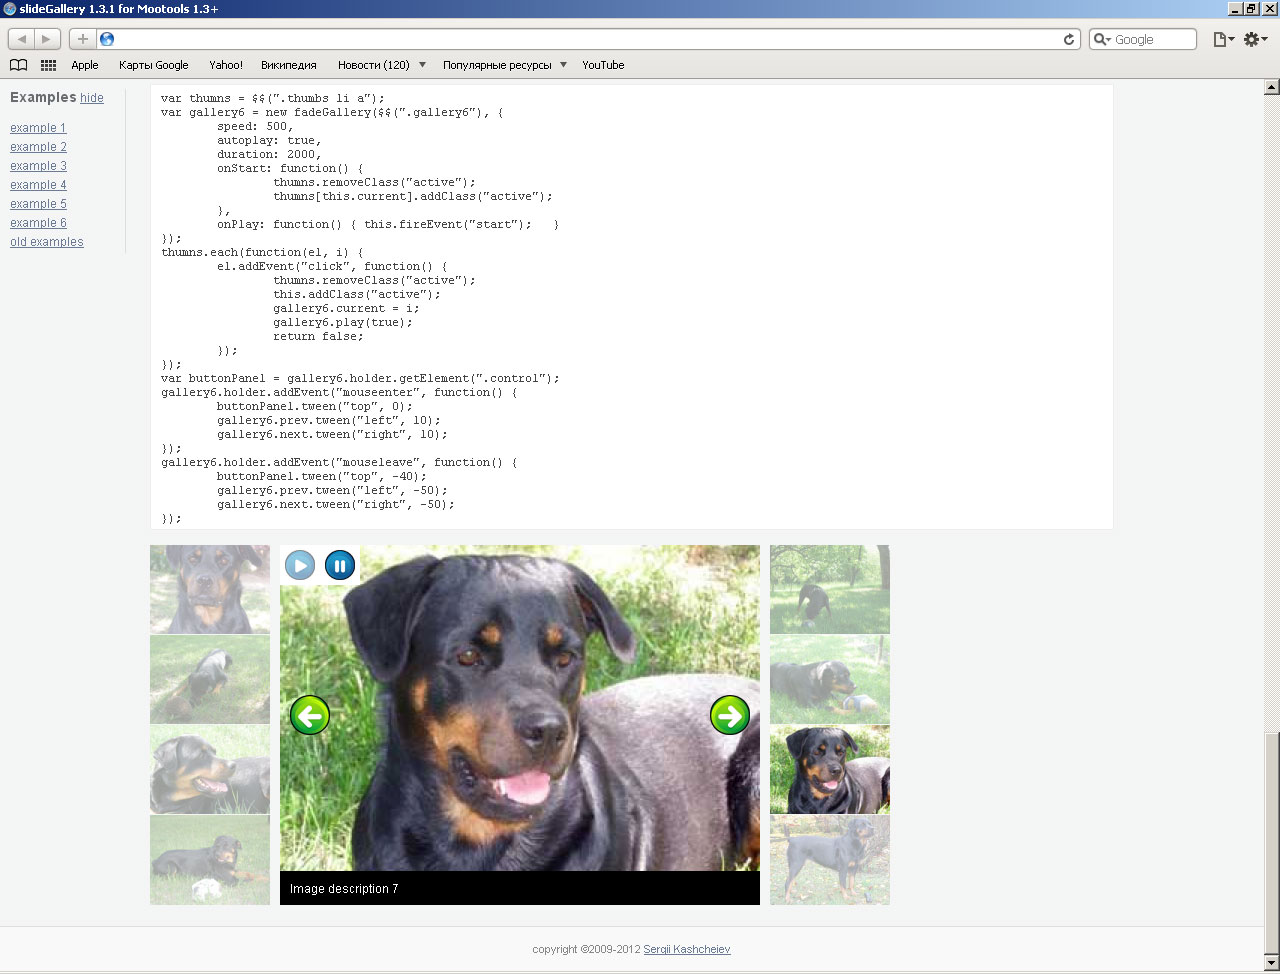 slideGallery 1.3.1 for Mootools 1.3+
Google
Apple Карты Google Yahoo! Википедия Новости (120) Популярные ресурсы YouTube
Examples hide
example 1
example 2
example 3
example 4
example 5
example 6
old examples
var thumns = $$(".thumbs li a");
var gallery6 = new fadeGallery($$(".gallery6"), {
speed: 500,
autoplay: true,
duration: 2000,
onStart: function() {
thumns.removeClass("active");
thumns[this.current].addClass("active");
},
onPlay: function() { this.fireEvent("start"); }
});
thumns.each(function(el, i) {
el.addEvent("click", function() {
thumns.removeClass("active");
this.addClass("active");
gallery6.current = i;
gallery6.play(true);
return false;
});
});
var buttonPanel = gallery6.holder.getElement(".control");
gallery6.holder.addEvent("mouseenter", function() {
buttonPanel.tween("top", 0);
gallery6.prev.tween("left", 10);
gallery6.next.tween("right", 10);
});
gallery6.holder.addEvent("mouseleave", function() {
buttonPanel.tween("top", -40);
gallery6.prev.tween("left", -50);
gallery6.next.tween("right", -50);
});
Image description 7
copyright ©2009-2012 Sergii Kashcheiev